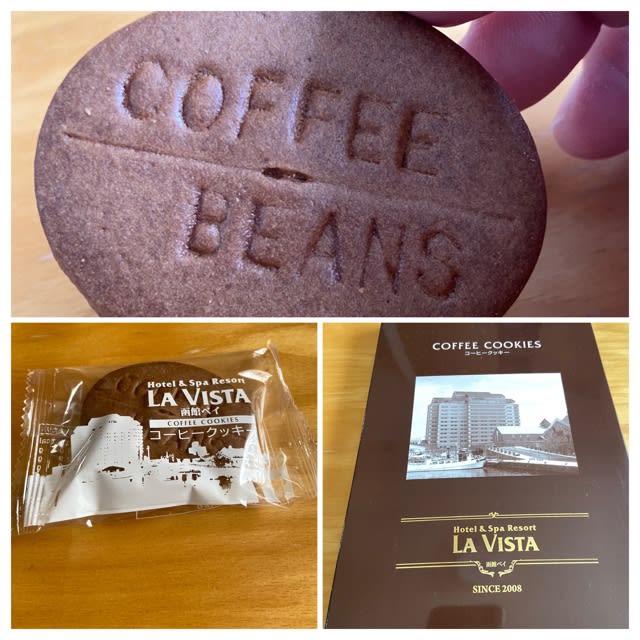 COFFEE
BEANS
Hotel & Spa Resort
LA VISTA
函館ベイ
COFFEE COOKIES
コーヒークッキー
COFFEE COOKIES
コーヒークッキー
Hotel & Spa Resort
LA VISTA
函館ベイ
SINCE 2008